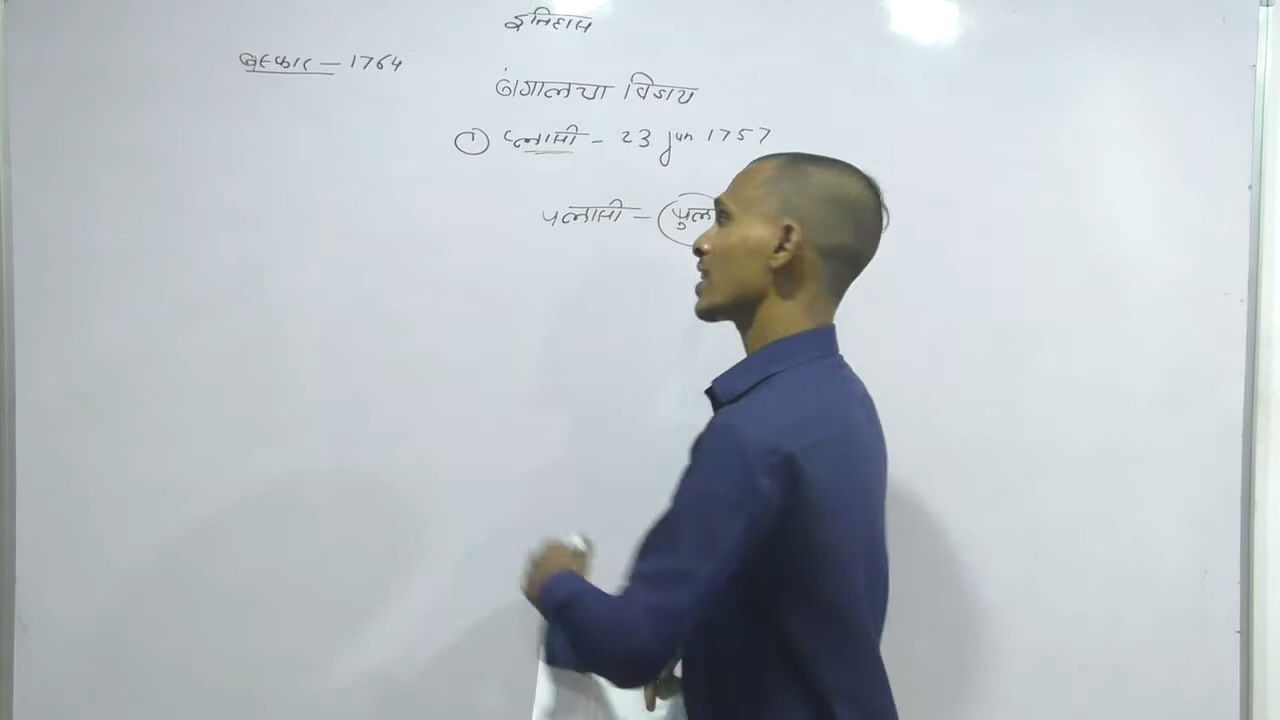 इतिहास
बक्सार - 1764
बंगालचा विजय
① प्लासी - 23 jun 1757
पलासी -